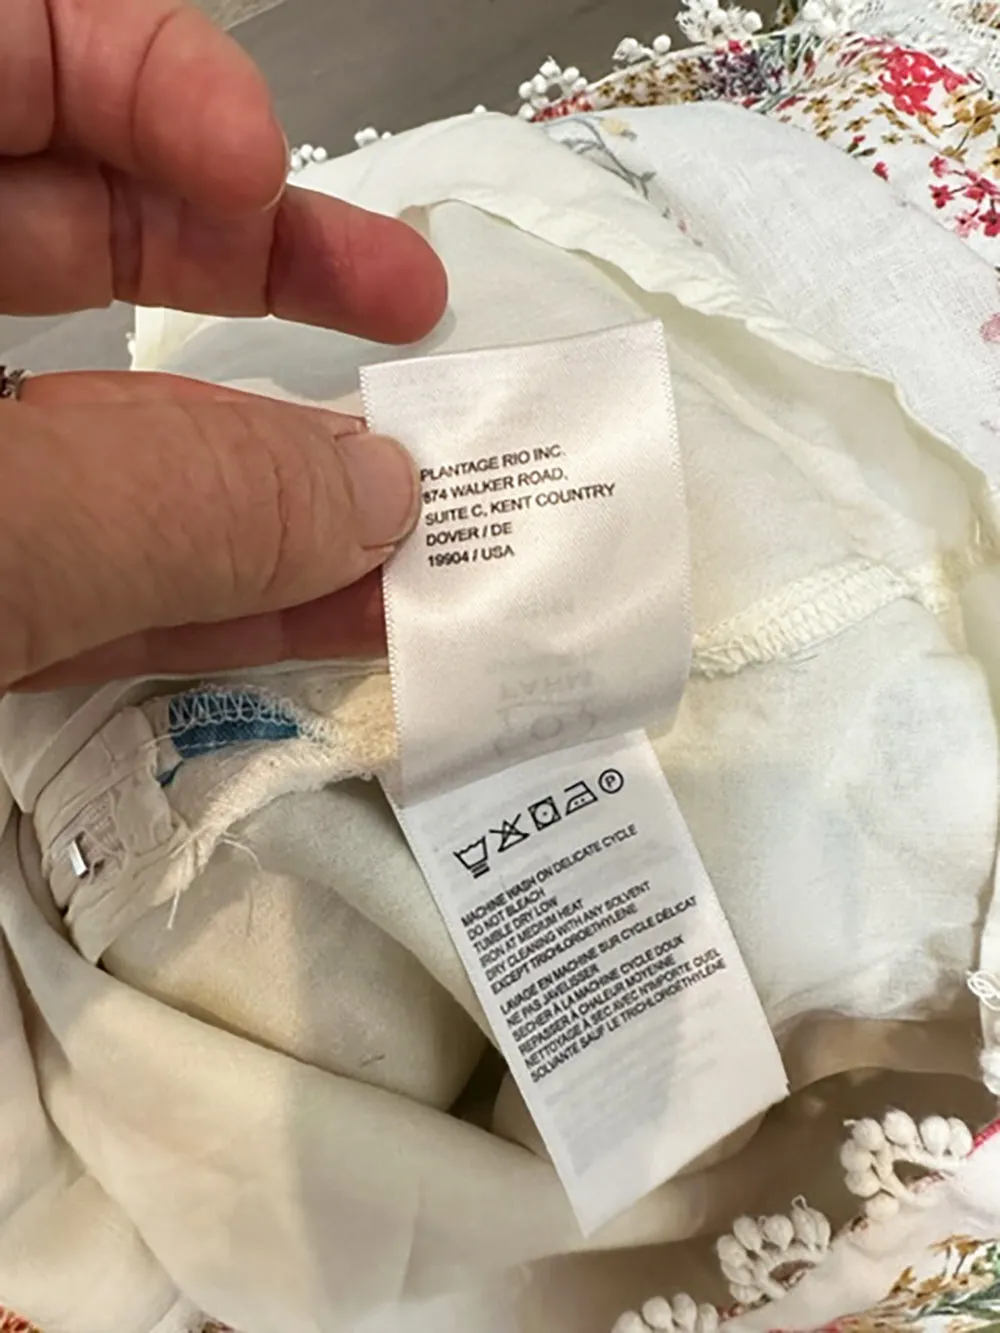 PLANTAGE RIO INC.
874 WALKER ROAD,
SUITE C, KENT COUNTRY
DOVER / DE
19904 / USA
P
MACHINE WASH ON DELICATE CYCLE
DO NOT BLEACH
TUMBLE DRY LOW
IRON AT MEDIUM HEAT
DRY CLEANING WITH ANY SOLVENT
EXCEPT TRICHLOROETHYLENE
LAVAGE EN MACHINE SUR CYCLE DÉLICAT
NE PAS JAVELISER
SÉCHER À LA MACHINE CYCLE DOUX
REPASSER À CHALEUR MOYENNE
NETTOYAGE À SEC AVEC N'IMPORTE QUEL
SOLVANTE SAUF LE TRICHLOROETHYLÈNE